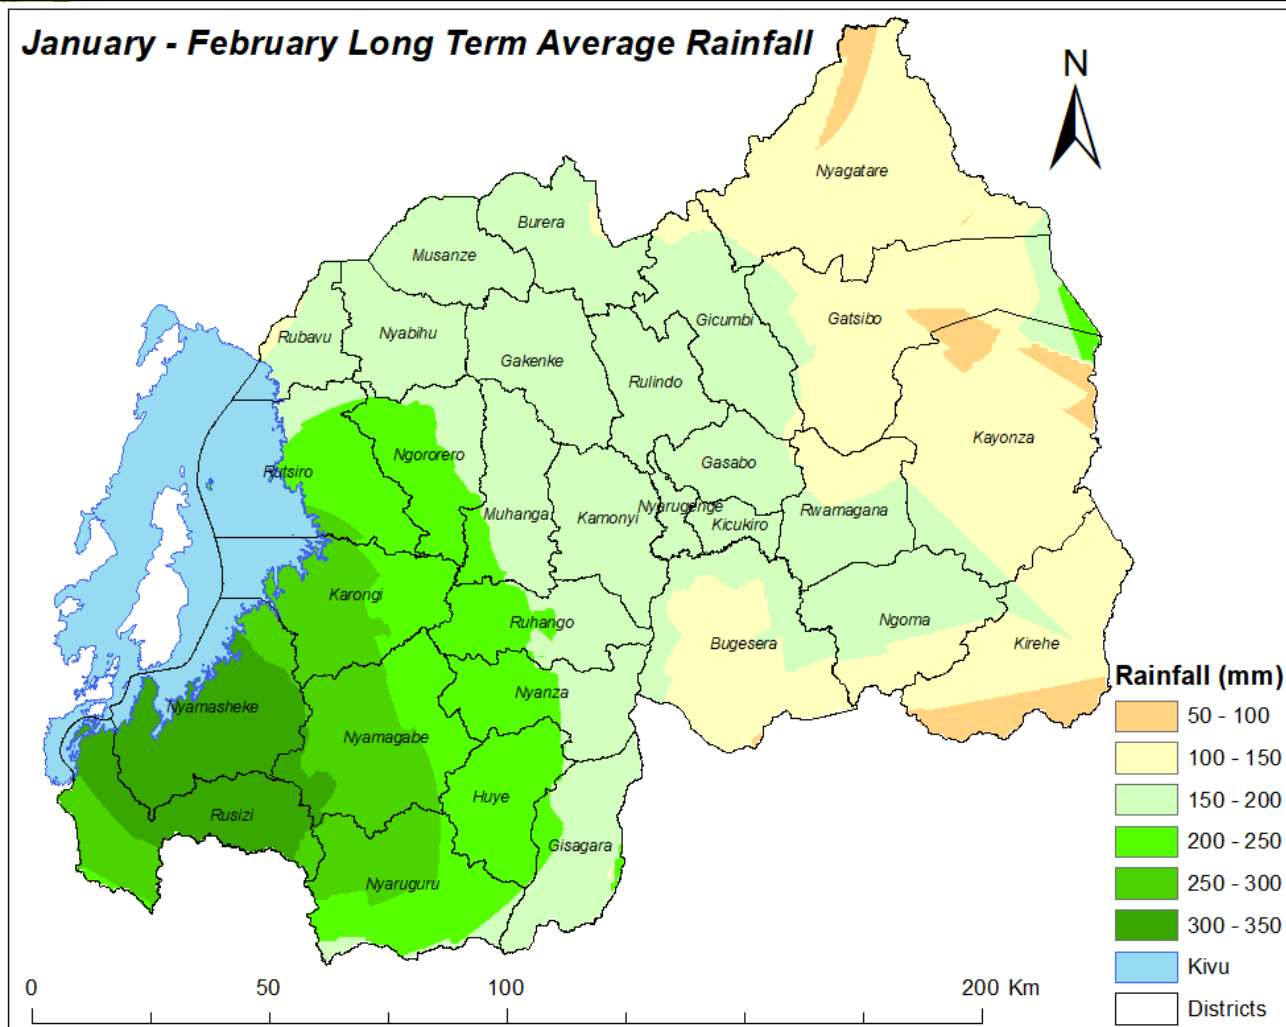 January - February Long Term Average Rainfall
N
Nyagatare
Burera
Musanze
Gicumbi
Gatsibo
Rubavu
Nyabihu
Gakenke
Rulindo
Kayonza
Ngororero
Gasabo
Rutsiro
Nyarugenge
Rwamagana
Muhanga
Kamonyi
Kicukiro
Karongi
Ruhango
Ngoma
Bugesera
Kirehe
Nyanza
Nyamasheke
Nyamagabe
Huye
Rusizi
Gisagara
Nyaruguru
Rainfall (mm)
50 - 100
100 - 150
150 - 200
200 - 250
250 - 300
300 - 350
Kivu
Districts
0 50 100 200 Km